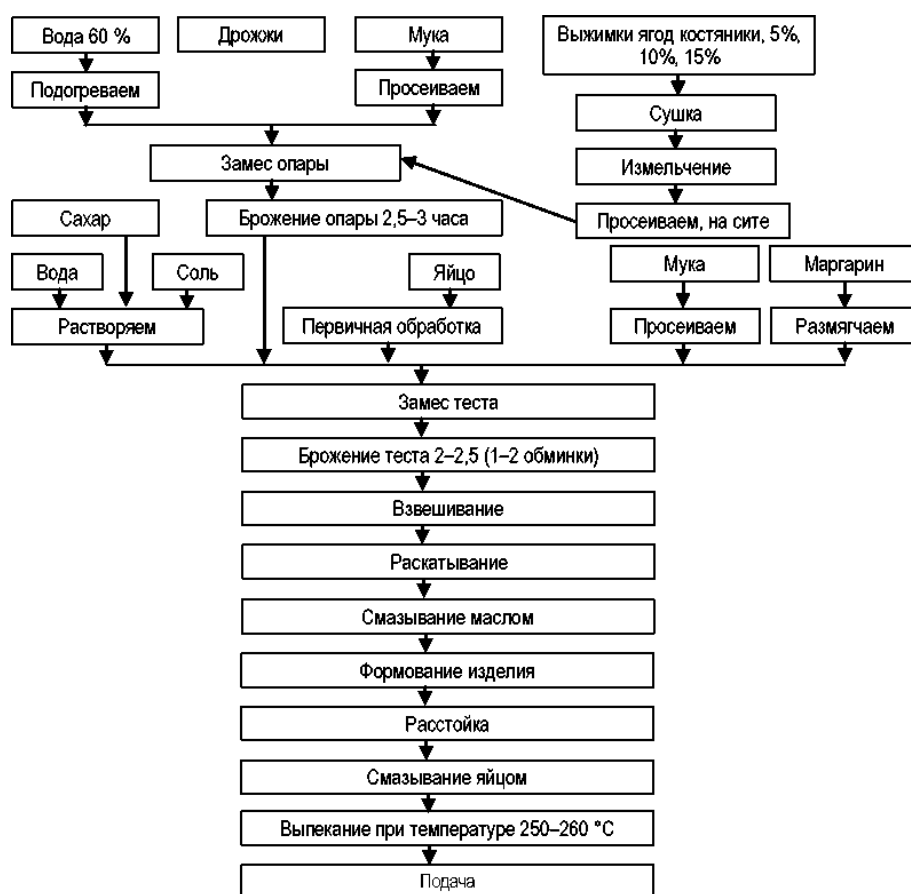 Вода 60 %
Дрожжи
Мука
Выжимки ягод костяники, 5%,
10%, 15%
Подогреваем
Просеиваем
Сушка
Замес опары
Измельчение
Сахар
Брожение опары 2,5–3 часа
Просеиваем, на сите
Вода
Соль
Яйцо
Мука
Маргарин
Растворяем
Первичная обработка
Просеиваем
Размягчаем
Замес теста
Брожение теста 2–2,5 (1–2 обминки)
Взвешивание
Раскатывание
Смазывание маслом
Формование изделия
Расстойка
Смазывание яйцом
Выпекание при температуре 250–260 °C
Подача